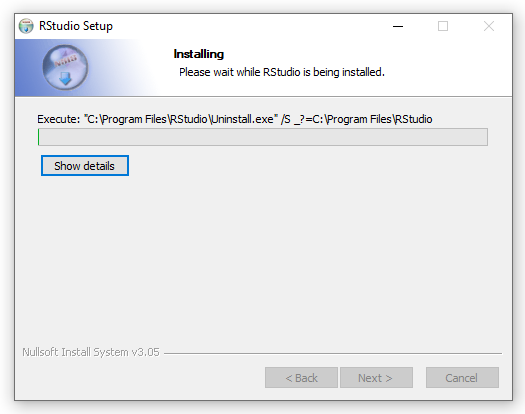 RStudio Setup
Installing
Please wait while RStudio is being installed.
Execute: "C:\Program Files\RStudio\Uninstall.exe" /S _?=C:\Program Files\RStudio
Show details
Nullsoft Install System v3.05
< Back
Next >
Cancel